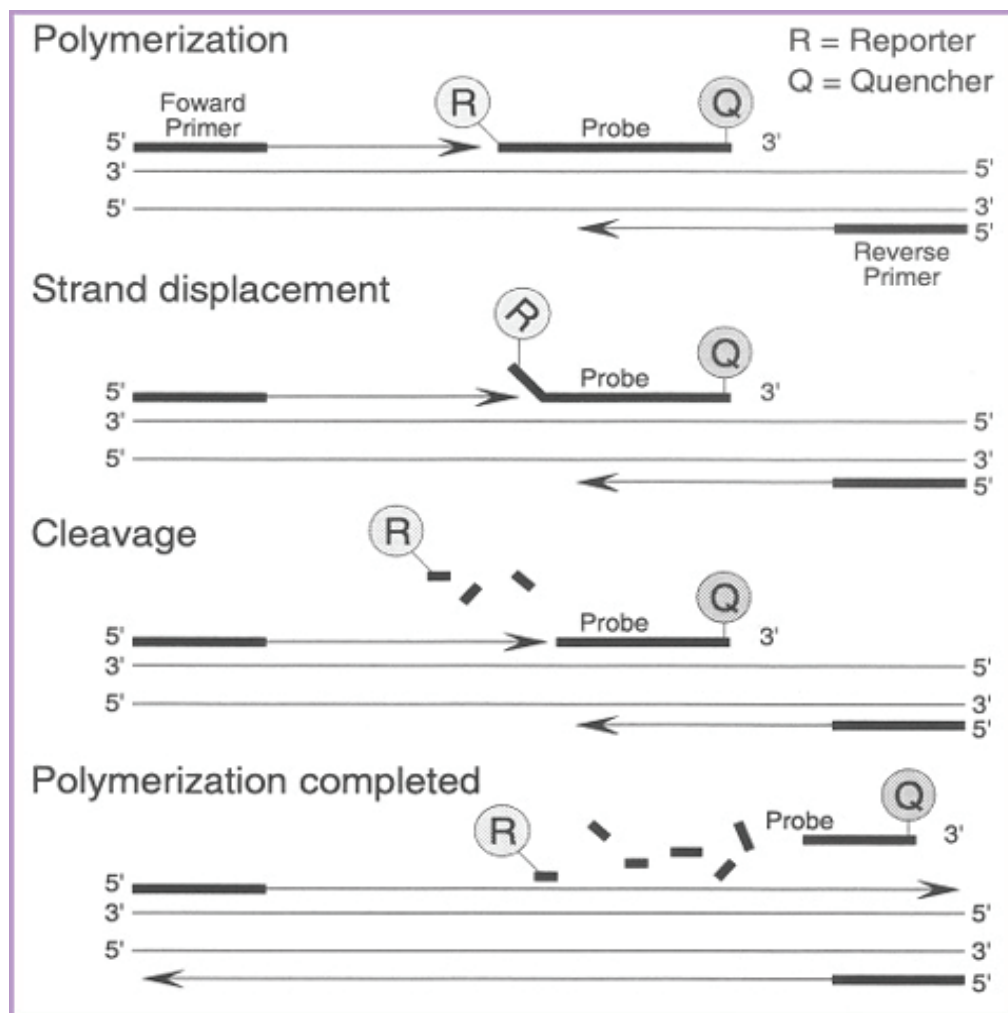 Polymerization
R = Reporter
Q = Quencher
Foward
Primer
R
Probe
Q
5' 3'
3' 5'
5' 3'
5'
Reverse
Primer
Strand displacement
R
Probe
Q
5' 3'
3' 5'
5' 3'
5'
Cleavage
R
Probe
Q
5' 3'
3' 5'
5' 3'
5'
Polymerization completed
R
Probe
Q
3'
5'
3' 5'
5' 3'
5'